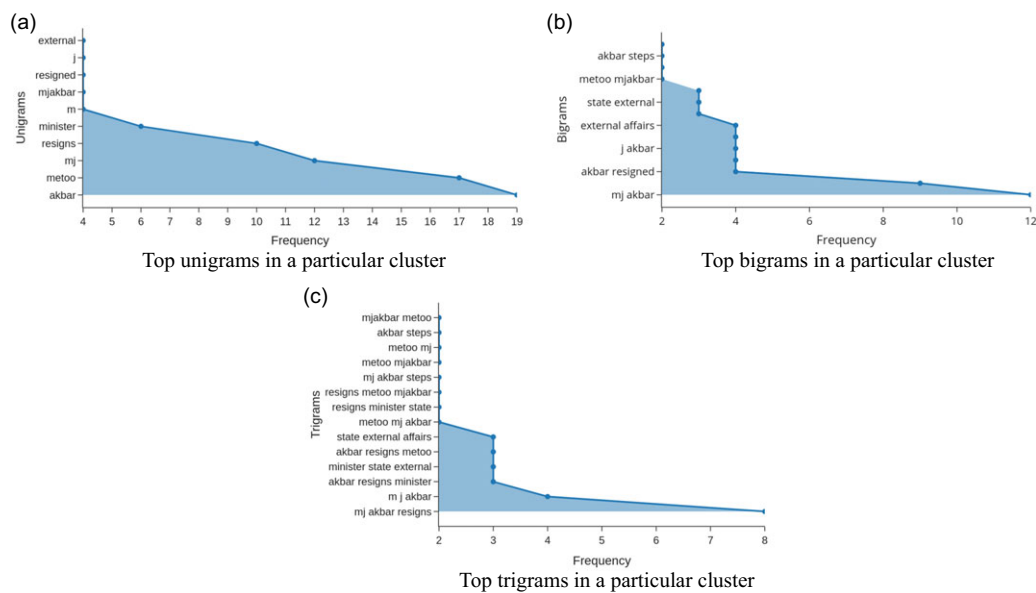 (a)
external
j
resigned
mjakbar
m
minister
resigns
mj
metoo
akbar
Unigrams
4 5 6 7 8 9 10 11 12 13 14 15 16 17 18 19
Frequency
Top unigrams in a particular cluster
(b)
akbar steps
metoo mjakbar
state external
external affairs
j akbar
akbar resigned
mj akbar
Bigrams
2 4 6 8 10 12
Frequency
Top bigrams in a particular cluster
(c)
mjakbar metoo
akbar steps
metoo mj
metoo mjakbar
mj akbar steps
resigns metoo mjakbar
resigns minister state
metoo mj akbar
state external affairs
akbar resigns metoo
minister state external
akbar resigns minister
m j akbar
mj akbar resigns
Trigrams
2 3 4 5 6 7 8
Frequency
Top trigrams in a particular cluster